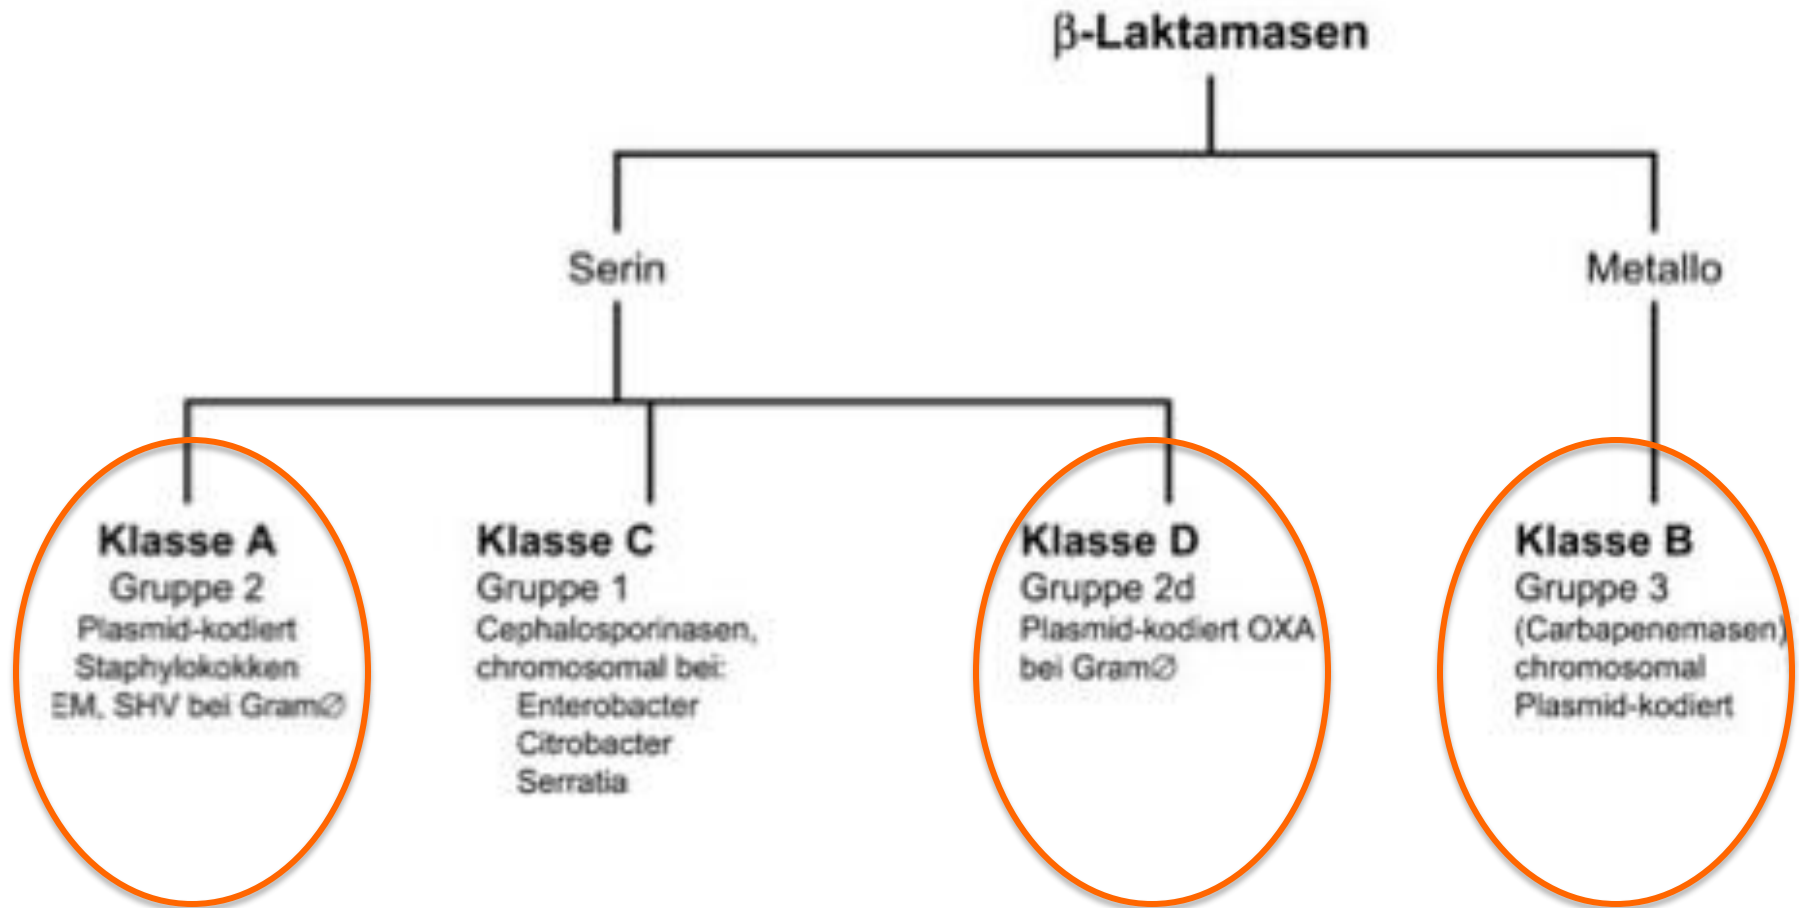 β-Laktamasen
Serin
Metallo
Klasse A
Gruppe 2
Plasmid-kodiert
Staphylokokken
EM, SHV bei Gram∅
Klasse C
Gruppe 1
Cephalosporinasen,
chromosomal bei:
Enterobacter
Citrobacter
Serratia
Klasse D
Gruppe 2d
Plasmid-kodiert OXA
bei Gram∅
Klasse B
Gruppe 3
(Carbapenemasen)
chromosomal
Plasmid-kodiert